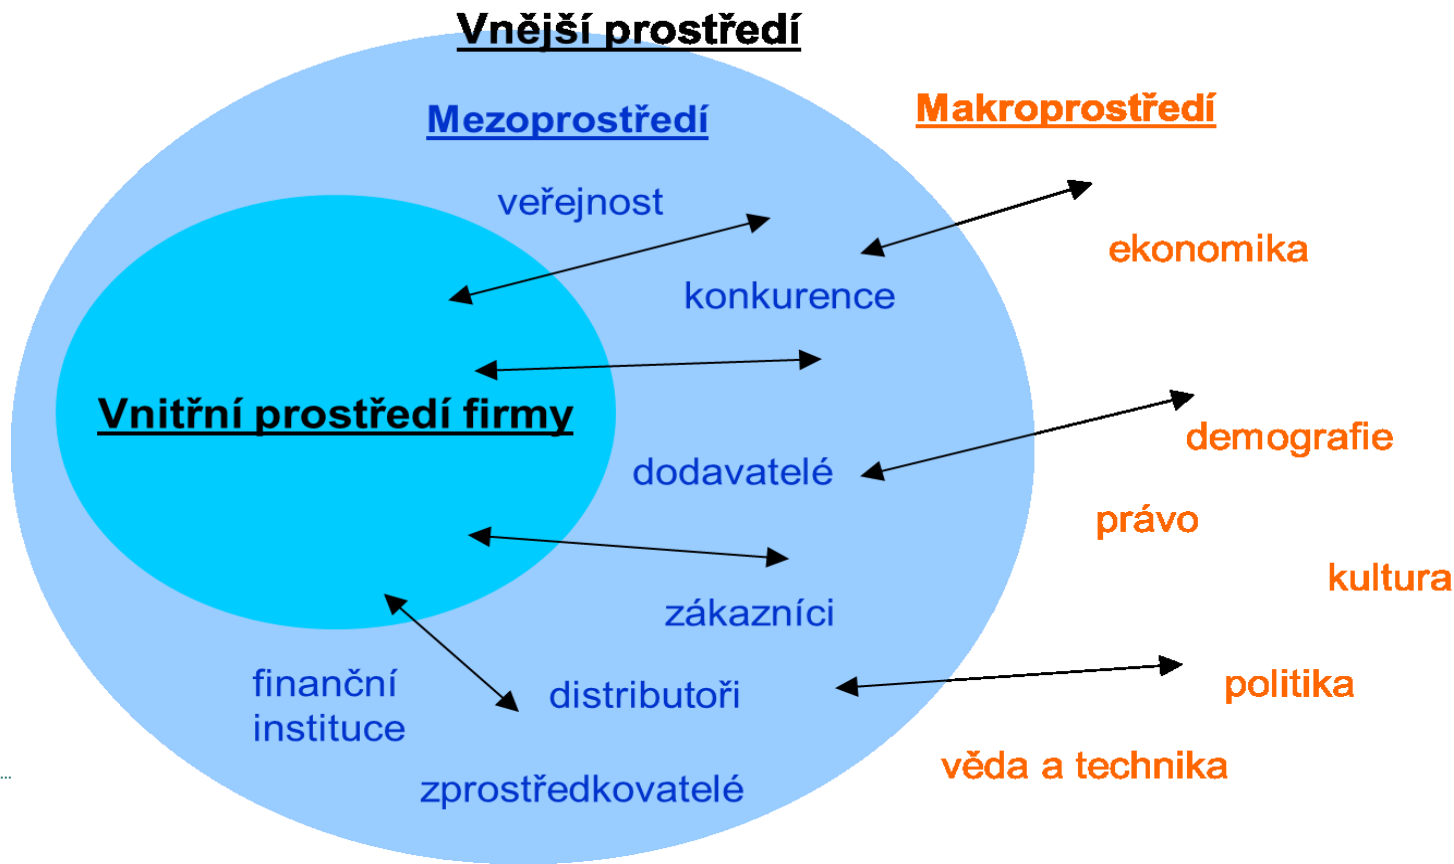 Vnější prostředí
Mezoprostředí
Makroprostředí
veřejnost
ekonomika
konkurence
Vnitřní prostředí firmy
demografie
dodavatelé
právo
kultura
zákazníci
finanční
instituce
distributoři
politika
věda a technika
zprostředkovatelé
...